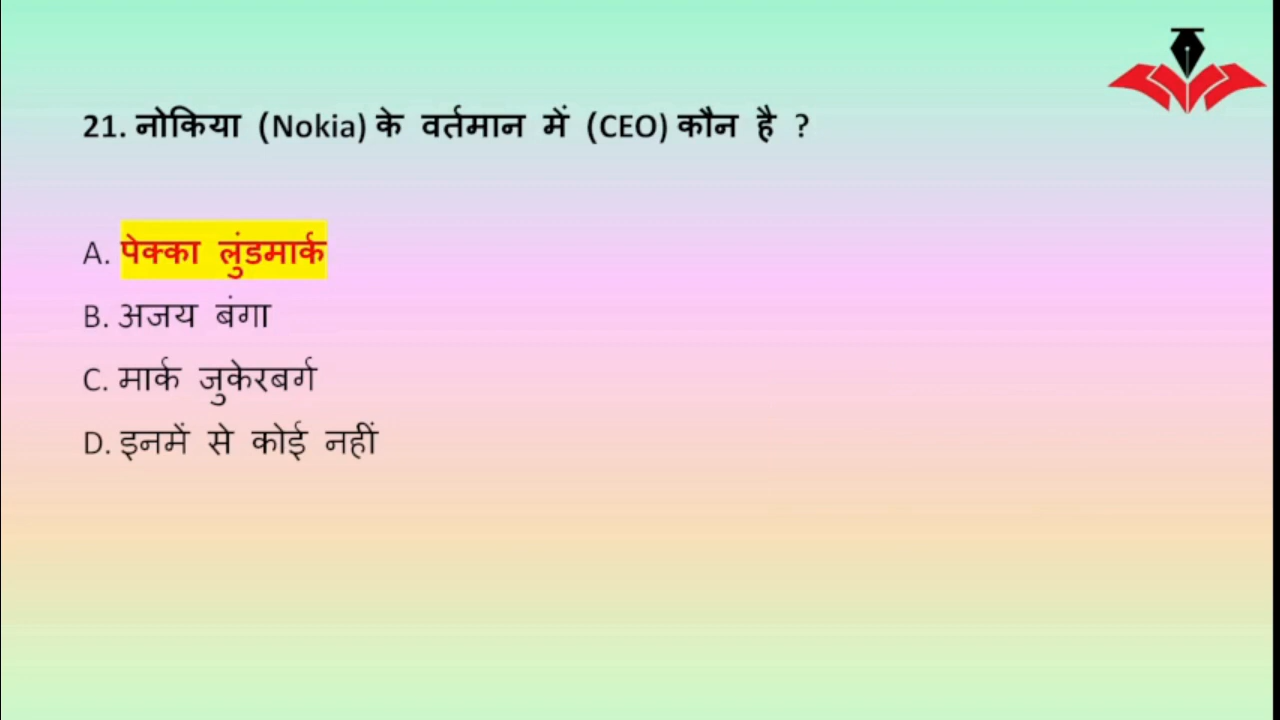 21. नोकिया (Nokia) के वर्तमान में (CEO) कौन है ?
A. पेक्का लुंडमार्क
B. अजय बंगा
C. मार्क जुकेरबर्ग
D. इनमें से कोई नहीं